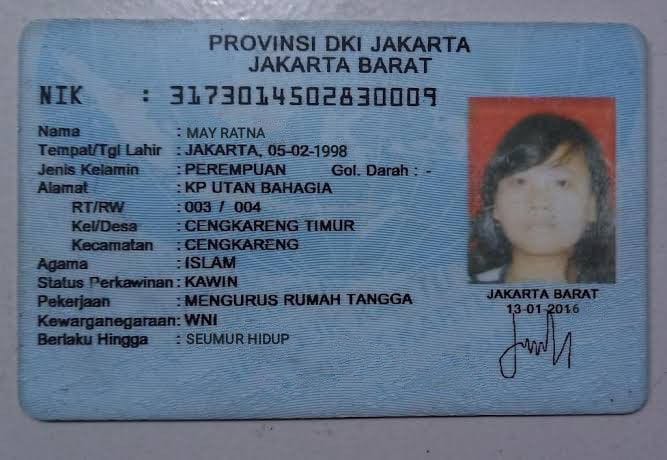 PROVINSI DKI JAKARTA
JAKARTA BARAT
NIK : 3173014502830009
Nama : MAY RATNA
Tempat/Tgl Lahir : JAKARTA, 05-02-1998
Jenis Kelamin : PEREMPUAN Gol. Darah : -
Alamat : KP UTAN BAHAGIA
RT/RW : 003 / 004
Kel/Desa : CENGKARENG TIMUR
Kecamatan : CENGKARENG
Agama : ISLAM
Status Perkawinan : KAWIN
Pekerjaan : MENGURUS RUMAH TANGGA
Kewarganegaraan : WNI
Berlaku Hingga : SEUMUR HIDUP
JAKARTA BARAT
13-01-2016